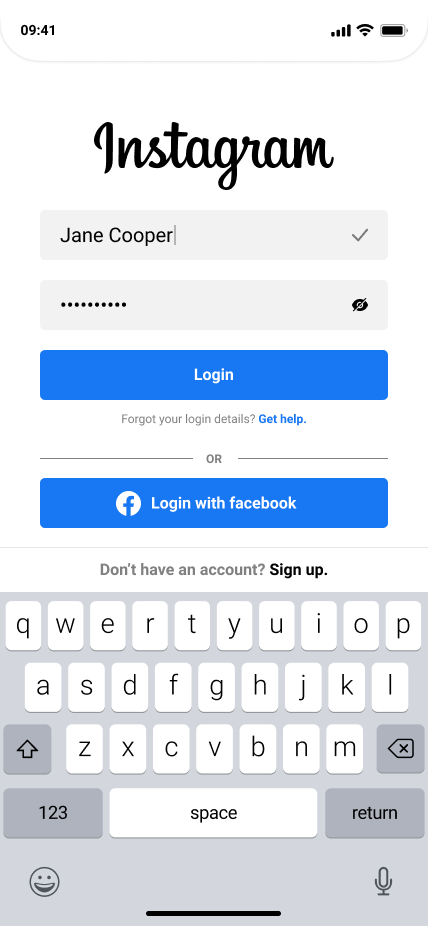 09:41
Instagram
Jane Cooper
••••••••••
Login
Forgot your login details? Get help.
OR
Login with facebook
Don’t have an account? Sign up.
q w e r t y u i o p
a s d f g h j k l
z x c v b n m
123 space return